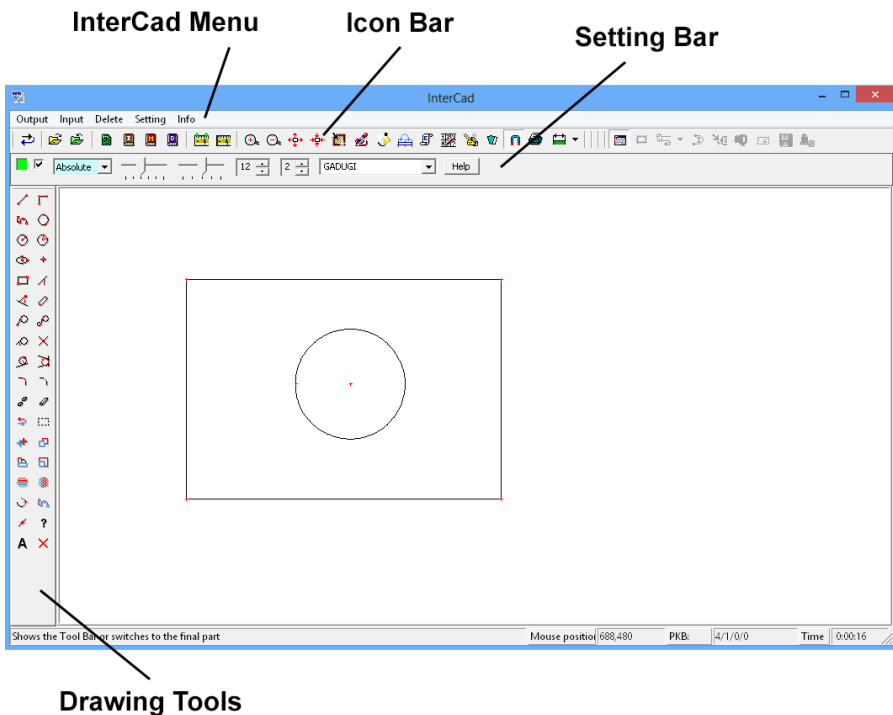 InterCad Menu
Icon Bar
Setting Bar
InterCad
Output Input Delete Setting Info
Absolute 12 2 GADUGI Help
?
A
Shows the Tool Bar or switches to the final part
Mouse position 688,480 PKB: 4/1/0/0 Time 0:00:16
Drawing Tools